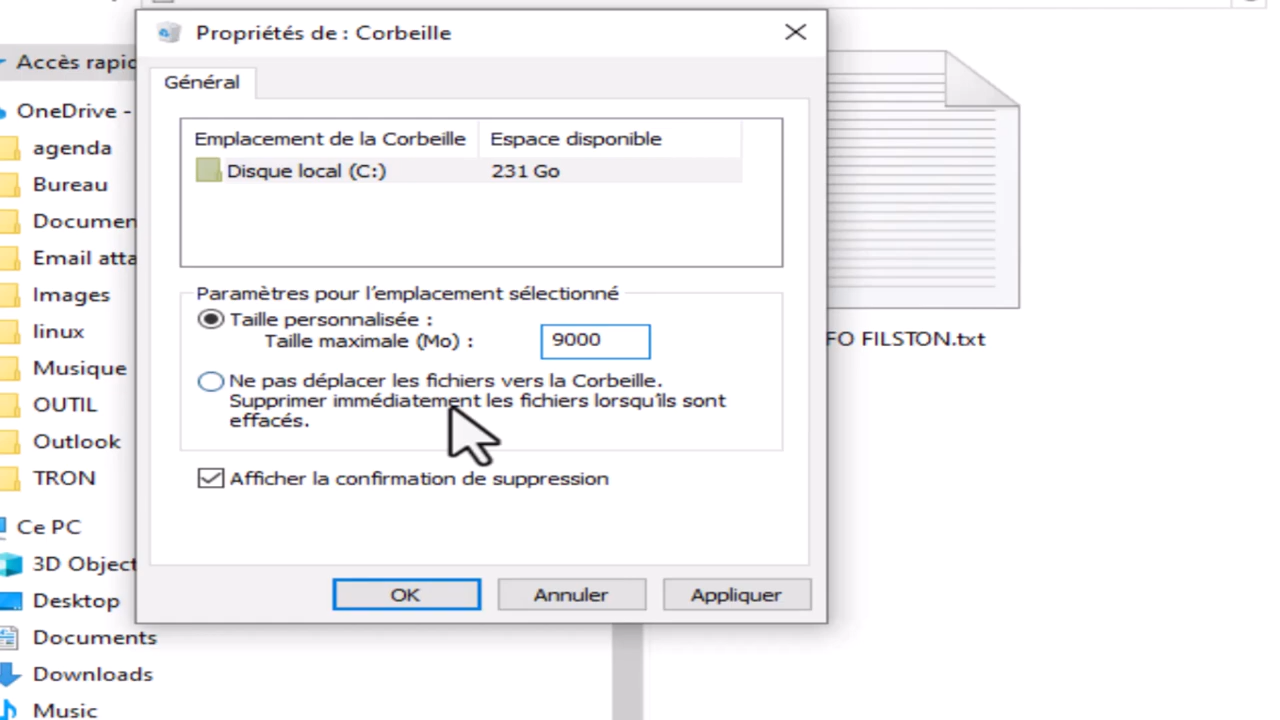 Propriétés de : Corbeille
Général
Emplacement de la Corbeille Espace disponible
Disque local (C:) 231 Go
Paramètres pour l'emplacement sélectionné
Taille personnalisée :
Taille maximale (Mo) : 9000
Ne pas déplacer les fichiers vers la Corbeille.
Supprimer immédiatement les fichiers lorsqu'ils sont
effacés.
Afficher la confirmation de suppression
OK Annuler Appliquer
Accès rapid
OneDrive -
agenda
Bureau
Documen
Email atta
Images
linux
Musique
OUTIL
Outlook
TRON
Ce PC
3D Object
Desktop
Documents
Downloads
Music
FO FILSTON.txt